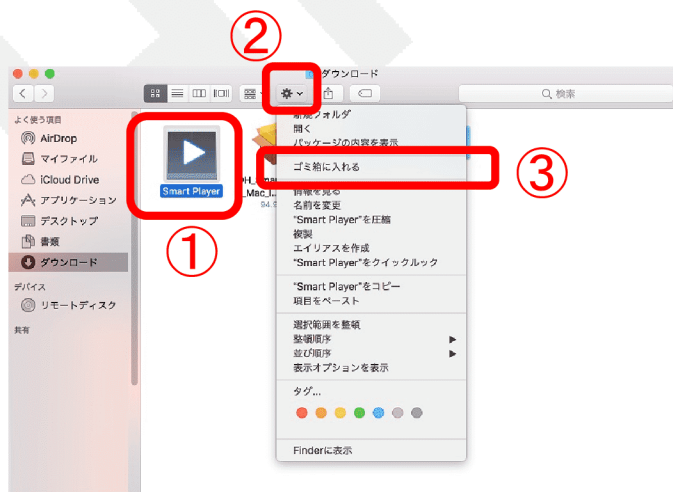 ②
ダウンロード
検索
よく使う項目
AirDrop
マイファイル
iCloud Drive
アプリケーション
デスクトップ
書類
ダウンロード
デバイス
リモートディスク
共有
Smart Player
①
新規フォルダ
開く
パッケージの内容を表示
ゴミ箱に入れる
③
情報を見る
名前を変更
"Smart Player"を圧縮
複製
エイリアスを作成
"Smart Player"をクイックルック
"Smart Player"をコピー
項目をペースト
選択範囲を整頓
整頓順序
並び順序
表示オプションを表示
タグ...
Finderに表示